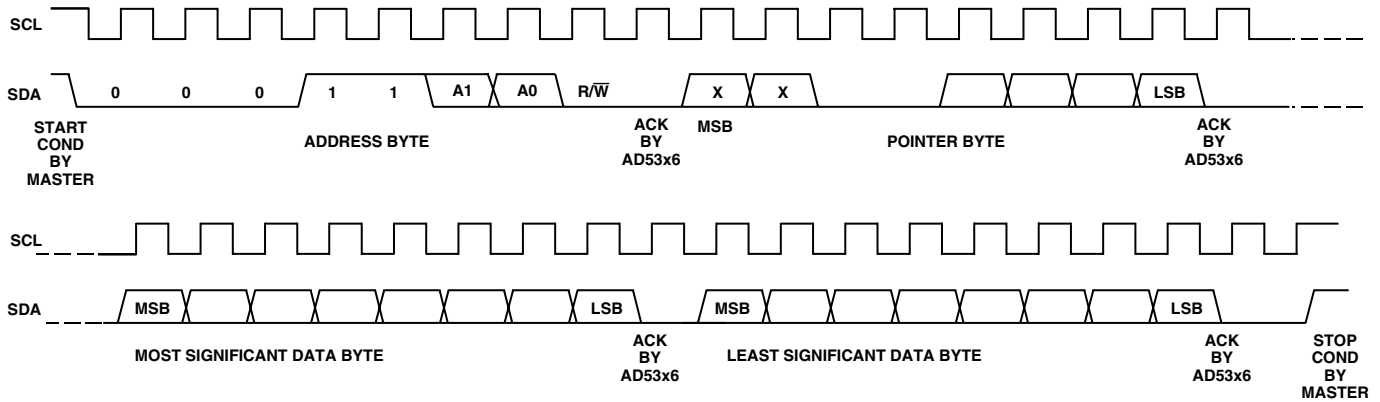 SCL
SDA
0 0 0 1 1 A1 A0 R/W̅ X X LSB
START
COND
BY
MASTER
ADDRESS BYTE
ACK
BY
AD53x6
MSB
POINTER BYTE
ACK
BY
AD53x6
SCL
SDA
MSB LSB MSB LSB
MOST SIGNIFICANT DATA BYTE
ACK
BY
AD53x6
LEAST SIGNIFICANT DATA BYTE
ACK
BY
AD53x6
STOP
COND
BY
MASTER